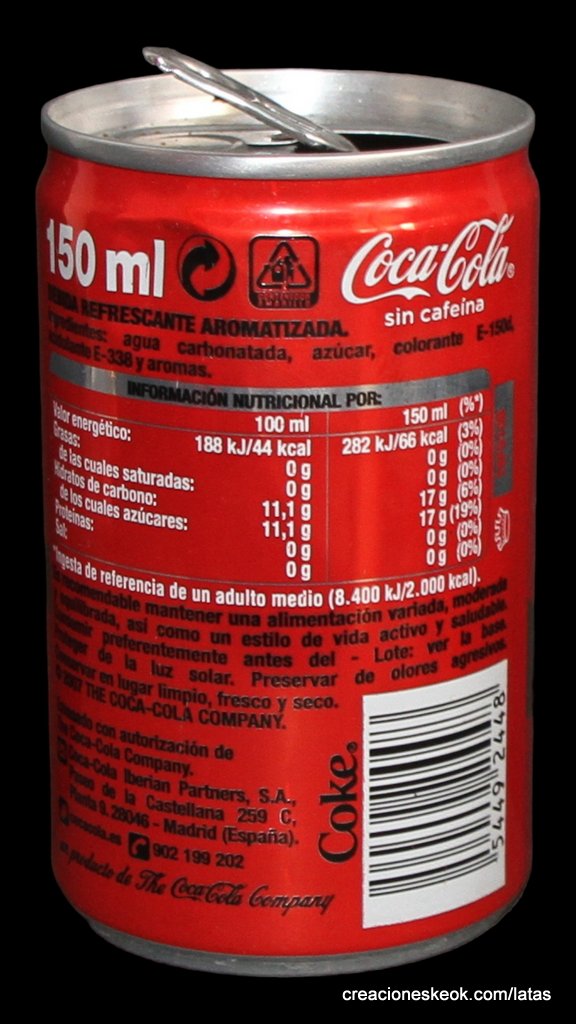 150 ml
Coca-Cola®
sin cafeína
BEBIDA REFRESCANTE AROMATIZADA.
Ingredientes: agua carbonatada, azúcar, colorante E-150d,
acidulante E-338 y aromas.
INFORMACIÓN NUTRICIONAL POR:
100 ml 150 ml (%*)
Valor energético: 188 kJ/44 kcal 282 kJ/66 kcal (3%)
Grasas: 0 g 0 g (0%)
de las cuales saturadas: 0 g 0 g (0%)
Hidratos de carbono: 11,1 g 17 g (6%)
de los cuales azúcares: 11,1 g 17 g (19%)
Proteínas: 0 g 0 g (0%)
Sal: 0 g 0 g (0%)
*Ingesta de referencia de un adulto medio (8.400 kJ/2.000 kcal).
Es recomendable mantener una alimentación variada, moderada
y equilibrada, así como un estilo de vida activo y saludable.
Consumir preferentemente antes del - Lote: ver la base.
Proteger de la luz solar. Preservar de olores agresivos.
Conservar en lugar limpio, fresco y seco.
© 2007 THE COCA-COLA COMPANY.
con autorización de
The Coca-Cola Company.
Coca-Cola Iberian Partners, S.A.,
Paseo de la Castellana 259 C,
Planta 9. 28046 - Madrid (España).
cocacola.es 902 199 202
un producto de The Coca-Cola Company
Coke®
5449 2448
creacioneskeok.com/latas